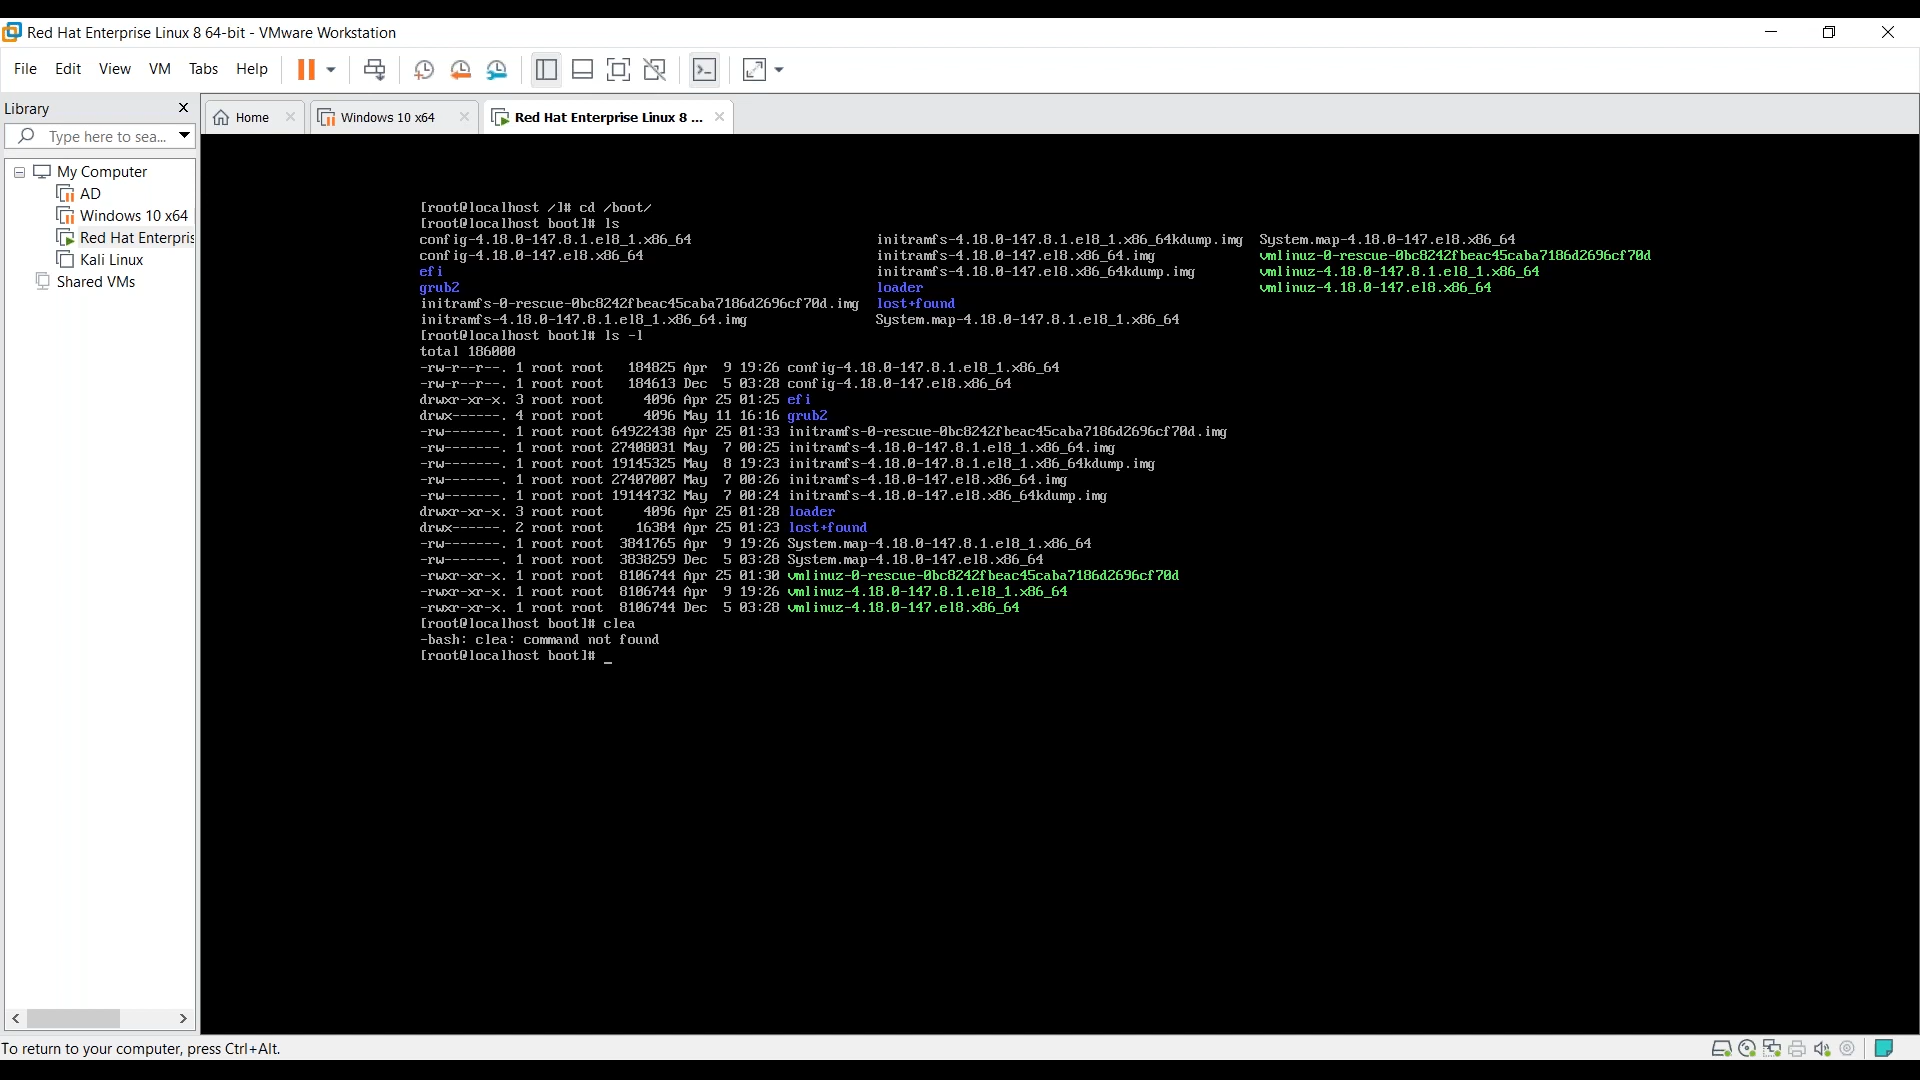 Red Hat Enterprise Linux 8 64-bit - VMware Workstation
File Edit View VM Tabs Help
Library
Type here to sea...
My Computer
AD
Windows 10 x64
Red Hat Enterpris
Kali Linux
Shared VMs
Home Windows 10 x64 Red Hat Enterprise Linux 8 ...
[root@localhost /]# cd /boot/
[root@localhost boot]# ls
config-4.18.0-147.8.1.el8_1.x86_64 initramfs-4.18.0-147.8.1.el8_1.x86_64kdump.img System.map-4.18.0-147.el8.x86_64
config-4.18.0-147.el8.x86_64 initramfs-4.18.0-147.el8.x86_64.img vmlinuz-0-rescue-0bc8242fbeac45caba7186d2696cf70d
efi initramfs-4.18.0-147.el8.x86_64kdump.img vmlinuz-4.18.0-147.8.1.el8_1.x86_64
grub2 loader vmlinuz-4.18.0-147.el8.x86_64
initramfs-0-rescue-0bc8242fbeac45caba7186d2696cf70d.img lost+found
initramfs-4.18.0-147.8.1.el8_1.x86_64.img System.map-4.18.0-147.8.1.el8_1.x86_64
[root@localhost boot]# ls -l
total 186000
-rw-r--r--. 1 root root 184825 Apr 9 19:26 config-4.18.0-147.8.1.el8_1.x86_64
-rw-r--r--. 1 root root 184613 Dec 5 03:28 config-4.18.0-147.el8.x86_64
drwxr-xr-x. 3 root root 4096 Apr 25 01:25 efi
drwx------. 4 root root 4096 May 11 16:16 grub2
-rw-------. 1 root root 64922438 Apr 25 01:33 initramfs-0-rescue-0bc8242fbeac45caba7186d2696cf70d.img
-rw-------. 1 root root 27408031 May 7 00:25 initramfs-4.18.0-147.8.1.el8_1.x86_64.img
-rw-------. 1 root root 19145325 May 8 19:23 initramfs-4.18.0-147.8.1.el8_1.x86_64kdump.img
-rw-------. 1 root root 27407007 May 7 00:26 initramfs-4.18.0-147.el8.x86_64.img
-rw-------. 1 root root 19144732 May 7 00:24 initramfs-4.18.0-147.el8.x86_64kdump.img
drwxr-xr-x. 3 root root 4096 Apr 25 01:28 loader
drwx------. 2 root root 16384 Apr 25 01:23 lost+found
-rw-------. 1 root root 3841765 Apr 9 19:26 System.map-4.18.0-147.8.1.el8_1.x86_64
-rw-------. 1 root root 3838259 Dec 5 03:28 System.map-4.18.0-147.el8.x86_64
-rwxr-xr-x. 1 root root 8106744 Apr 25 01:30 vmlinuz-0-rescue-0bc8242fbeac45caba7186d2696cf70d
-rwxr-xr-x. 1 root root 8106744 Apr 9 19:26 vmlinuz-4.18.0-147.8.1.el8_1.x86_64
-rwxr-xr-x. 1 root root 8106744 Dec 5 03:28 vmlinuz-4.18.0-147.el8.x86_64
[root@localhost boot]# clea
-bash: clea: command not found
[root@localhost boot]# _
To return to your computer, press Ctrl+Alt.